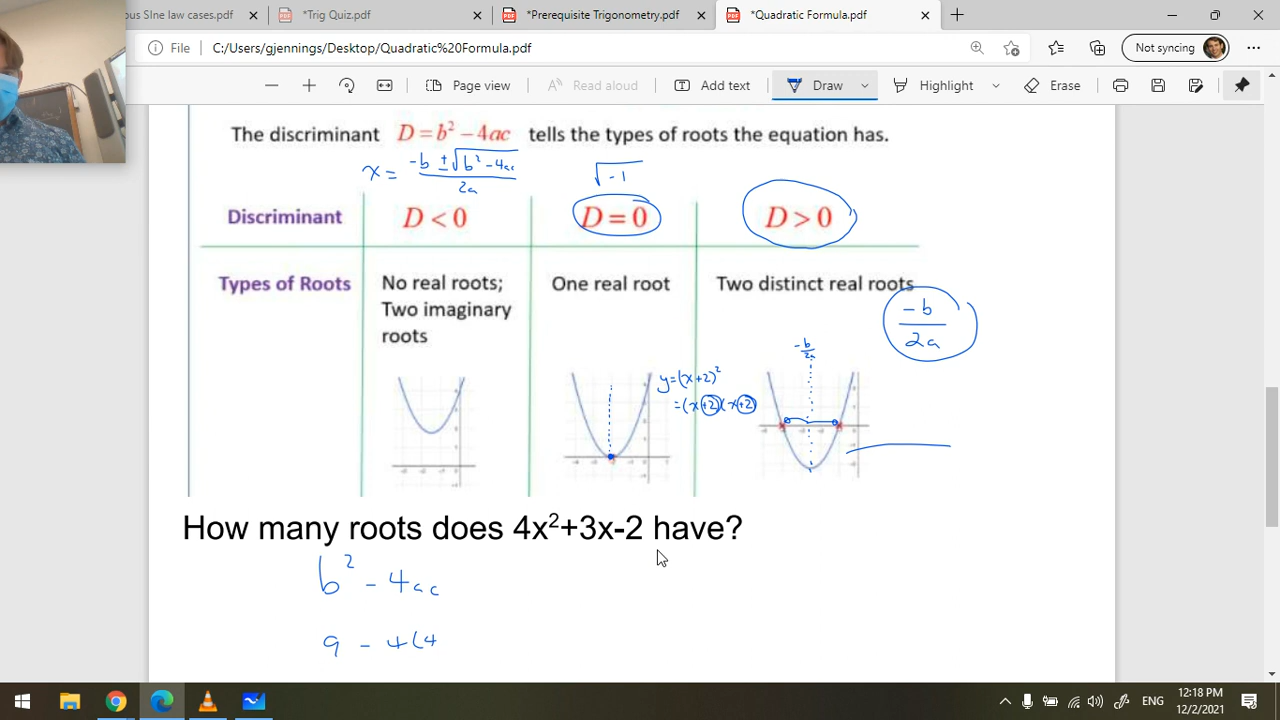 ous SIne law cases.pdf
*Trig Quiz.pdf
*Prerequisite Trigonometry.pdf
*Quadratic Formula.pdf
File
C:/Users/gjennings/Desktop/Quadratic%20Formula.pdf
Not syncing
Page view
Read aloud
Add text
Draw
Highlight
Erase
The discriminant D = b² − 4ac tells the types of roots the equation has.
x = -b ± √b² - 4ac / 2a
√-1
Discriminant D < 0 D = 0 D > 0
Types of Roots
No real roots;
Two imaginary
roots
One real root
Two distinct real roots
-b
2a
-b
2a
y=(x+2)²
=(x+2)(x+2)
How many roots does 4x²+3x-2 have?
b² - 4ac
9 - 4(4
ENG
12:18 PM
12/2/2021